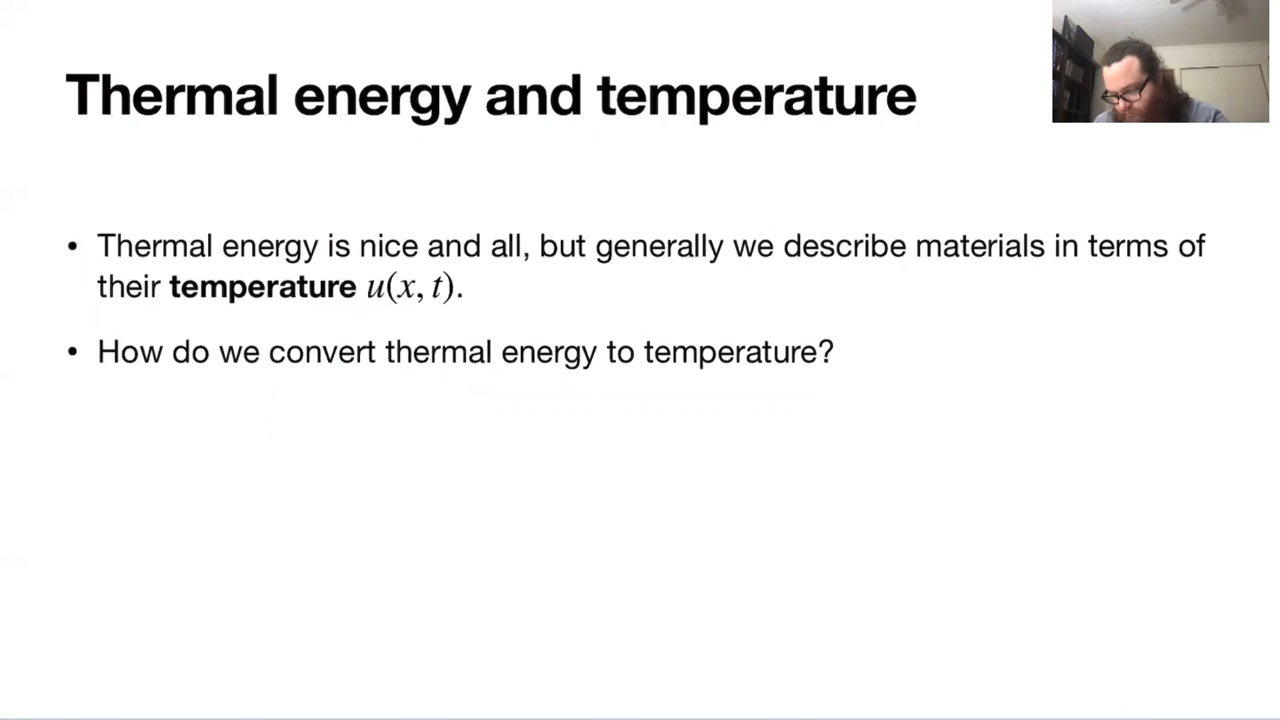 Thermal energy and temperature
• Thermal energy is nice and all, but generally we describe materials in terms of
their temperature u(x, t).
• How do we convert thermal energy to temperature?